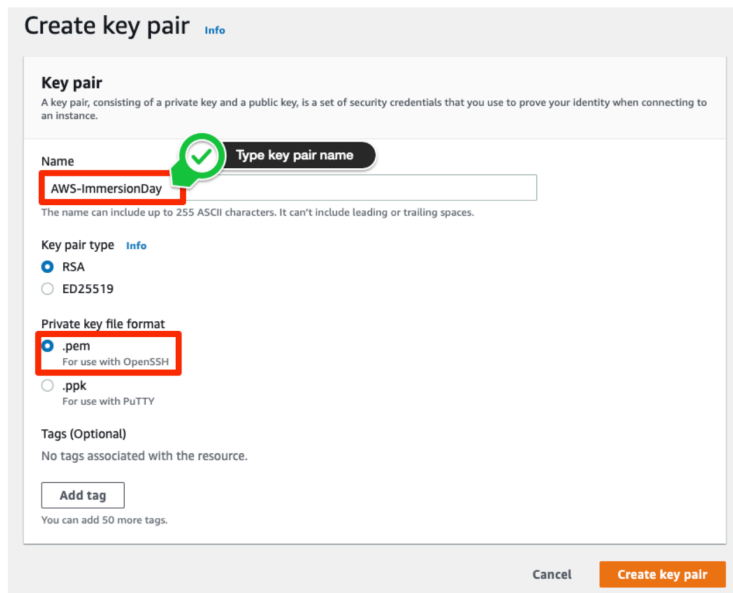 Create key pair Info
Key pair
A key pair, consisting of a private key and a public key, is a set of security credentials that you use to prove your identity when connecting to
an instance.
Type key pair name
Name
AWS-ImmersionDay
The name can include up to 255 ASCII characters. It can't include leading or trailing spaces.
Key pair type Info
RSA
ED25519
Private key file format
.pem
For use with OpenSSH
.ppk
For use with PuTTY
Tags (Optional)
No tags associated with the resource.
Add tag
You can add 50 more tags.
Cancel Create key pair